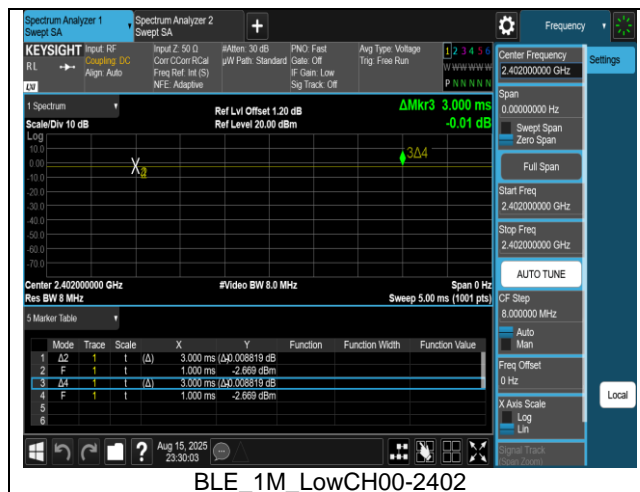 Spectrum Analyzer 1
Swept SA
Spectrum Analyzer 2
Swept SA
+
Frequency
KEYSIGHT
Input: RF
Coupling: DC
Align: Auto
Input Z: 50 Ω
Corr CCorr RCal
Freq Ref: Int (S)
NFE: Adaptive
#Atten: 30 dB
µW Path: Standard
PNO: Fast
Gate: Off
IF Gain: Low
Sig Track: Off
Avg Type: Voltage
Trig: Free Run
1 2 3 4 5 6
W W W W W W
P N N N N N
RL
LXI
Center Frequency
2.402000000 GHz
Settings
Span
0.00000000 Hz
Swept Span
Zero Span
Full Span
Start Freq
2.402000000 GHz
Stop Freq
2.402000000 GHz
AUTO TUNE
CF Step
8.000000 MHz
Auto
Man
Freq Offset
0 Hz
X Axis Scale
Log
Lin
Signal Track
(Span Zoom)
Local
1 Spectrum
Scale/Div 10 dB
Ref Lvl Offset 1.20 dB
Ref Level 20.00 dBm
ΔMkr3 3.000 ms
-0.01 dB
Log
10.0
0.00
-10.0
-20.0
-30.0
-40.0
-50.0
-60.0
-70.0
3Δ4
Center 2.402000000 GHz
Res BW 8 MHz
#Video BW 8.0 MHz
Span 0 Hz
Sweep 5.00 ms (1001 pts)
5 Marker Table
Mode Trace Scale X Y Function Function Width Function Value
1 Δ2 1 t (Δ) 3.000 ms (Δ) -0.008819 dB
2 F 1 t 1.000 ms -2.669 dBm
3 Δ4 1 t (Δ) 3.000 ms (Δ) -0.008819 dB
4 F 1 t 1.000 ms -2.669 dBm
5
6
?
Aug 15, 2025
23:30:03
BLE_1M_LowCH00-2402